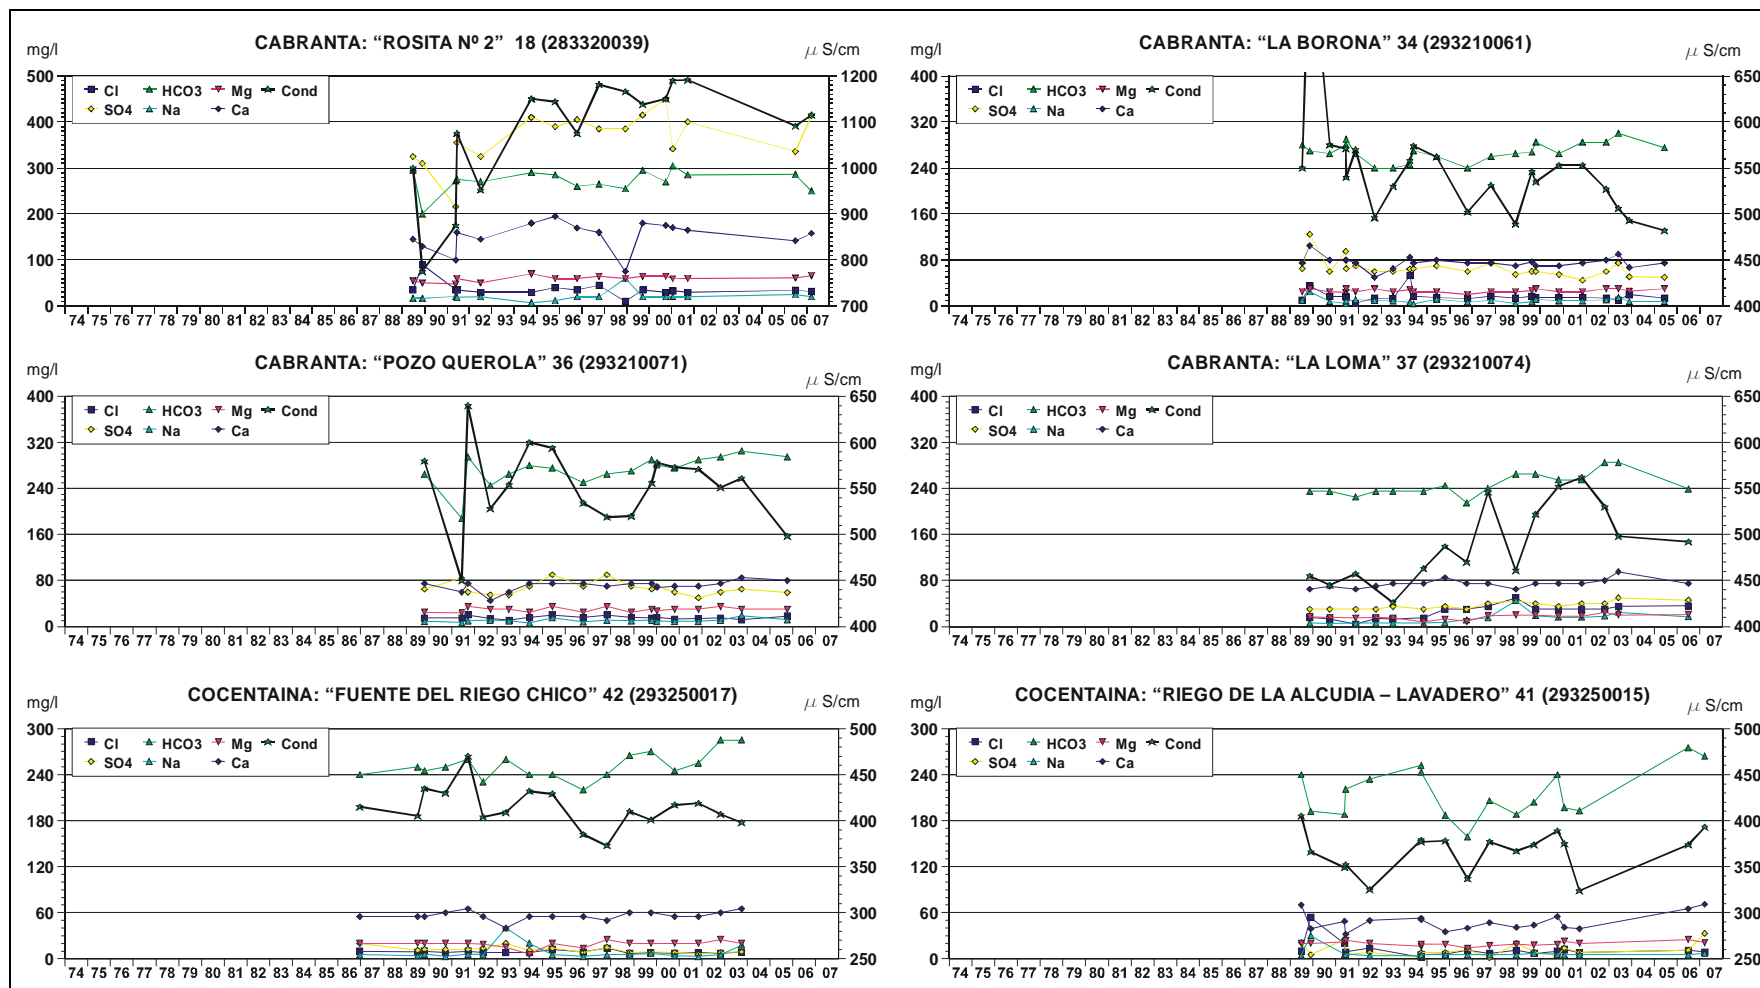 CABRANTA: “ROSITA Nº 2” 18 (283320039)
mg/l
μ S/cm
Cl HCO3 Mg Cond
SO4 Na Ca
500
400
300
200
100
0
1200
1100
1000
900
800
700
74 75 76 77 78 79 80 81 82 83 84 85 86 87 88 89 90 91 92 93 94 95 96 97 98 99 00 01 02 03 04 05 06 07
CABRANTA: “LA BORONA” 34 (293210061)
mg/l
μ S/cm
Cl HCO3 Mg Cond
SO4 Na Ca
400
320
240
160
80
0
650
600
550
500
450
400
74 75 76 77 78 79 80 81 82 83 84 85 86 87 88 89 90 91 92 93 94 95 96 97 98 99 00 01 02 03 04 05 06 07
CABRANTA: “POZO QUEROLA” 36 (293210071)
mg/l
μ S/cm
Cl HCO3 Mg Cond
SO4 Na Ca
400
320
240
160
80
0
650
600
550
500
450
400
74 75 76 77 78 79 80 81 82 83 84 85 86 87 88 89 90 91 92 93 94 95 96 97 98 99 00 01 02 03 04 05 06 07
CABRANTA: “LA LOMA” 37 (293210074)
mg/l
μ S/cm
Cl HCO3 Mg Cond
SO4 Na Ca
400
320
240
160
80
0
650
600
550
500
450
400
74 75 76 77 78 79 80 81 82 83 84 85 86 87 88 89 90 91 92 93 94 95 96 97 98 99 00 01 02 03 04 05 06 07
COCENTAINA: “FUENTE DEL RIEGO CHICO” 42 (293250017)
mg/l
μ S/cm
Cl HCO3 Mg Cond
SO4 Na Ca
300
240
180
120
60
0
500
450
400
350
300
250
74 75 76 77 78 79 80 81 82 83 84 85 86 87 88 89 90 91 92 93 94 95 96 97 98 99 00 01 02 03 04 05 06 07
COCENTAINA: “RIEGO DE LA ALCUDIA – LAVADERO” 41 (293250015)
mg/l
μ S/cm
Cl HCO3 Mg Cond
SO4 Na Ca
300
240
180
120
60
0
500
450
400
350
300
250
74 75 76 77 78 79 80 81 82 83 84 85 86 87 88 89 90 91 92 93 94 95 96 97 98 99 00 01 02 03 04 05 06 07